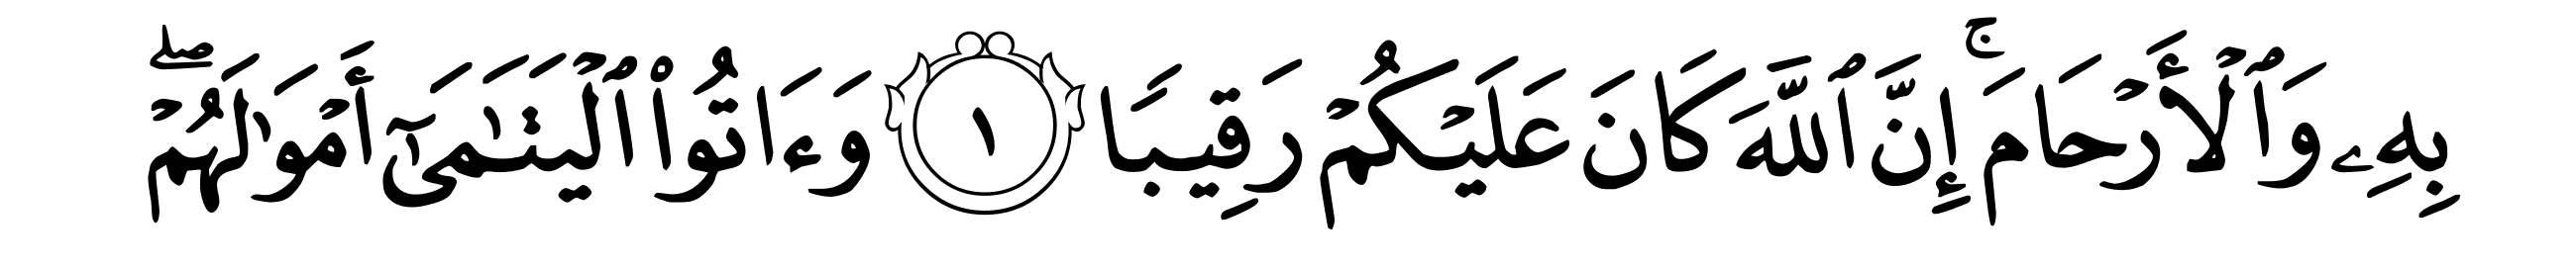 بِهِۦ وَٱلۡأَرۡحَامَۚ إِنَّ ٱللَّهَ كَانَ عَلَيۡكُمۡ رَقِيبٗا ١ وَءَاتُواْ ٱلۡيَتَٰمَىٰٓ أَمۡوَٰلَهُمۡۖ